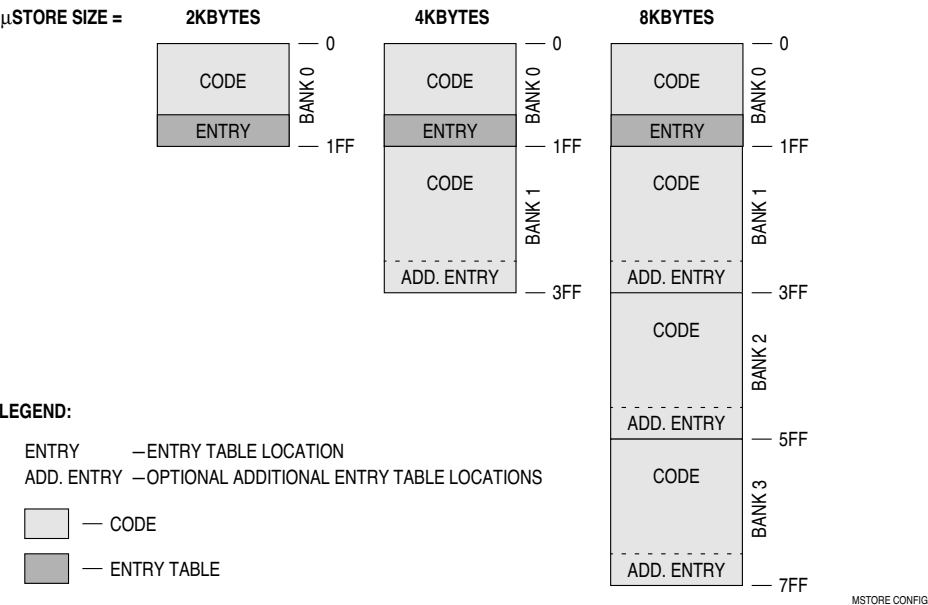 μSTORE SIZE = 2KBYTES 4KBYTES 8KBYTES
0 0 0
CODE BANK 0 CODE BANK 0 CODE BANK 0
ENTRY ENTRY ENTRY
1FF 1FF 1FF
CODE BANK 1 CODE BANK 1
ADD. ENTRY ADD. ENTRY
3FF 3FF
CODE BANK 2
ADD. ENTRY
5FF
CODE BANK 3
ADD. ENTRY
7FF
LEGEND:
ENTRY –ENTRY TABLE LOCATION
ADD. ENTRY –OPTIONAL ADDITIONAL ENTRY TABLE LOCATIONS
— CODE
— ENTRY TABLE
MSTORE CONFIG